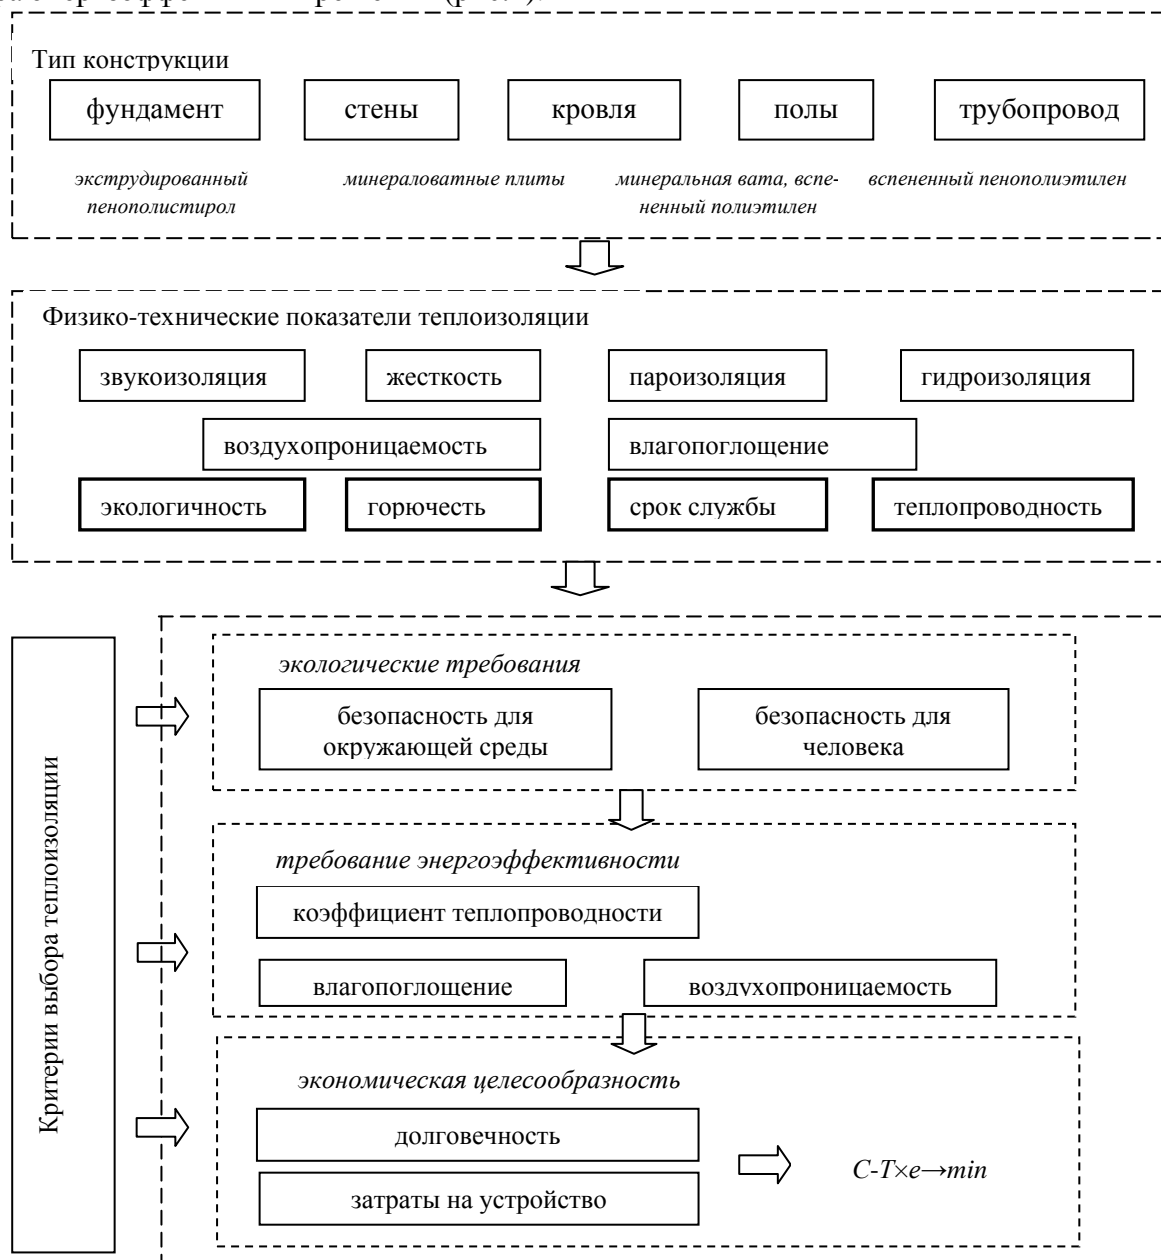 (рис.1).
Тип конструкции
фундамент стены кровля полы трубопровод
экструдированный минераловатные плиты минеральная вата, вспе- вспененный пенополиэтилен
пенополистирол ненный полиэтилен
Физико-технические показатели теплоизоляции
звукоизоляция жесткость пароизоляция гидроизоляция
воздухопроницаемость влагопоглощение
экологичность горючесть срок службы теплопроводность
Критерии выбора теплоизоляции
экологические требования
безопасность для безопасность для
окружающей среды человека
требование энергоэффективности
коэффициент теплопроводности
влагопоглощение воздухопроницаемость
экономическая целесообразность
долговечность
затраты на устройство
C-T×e→min